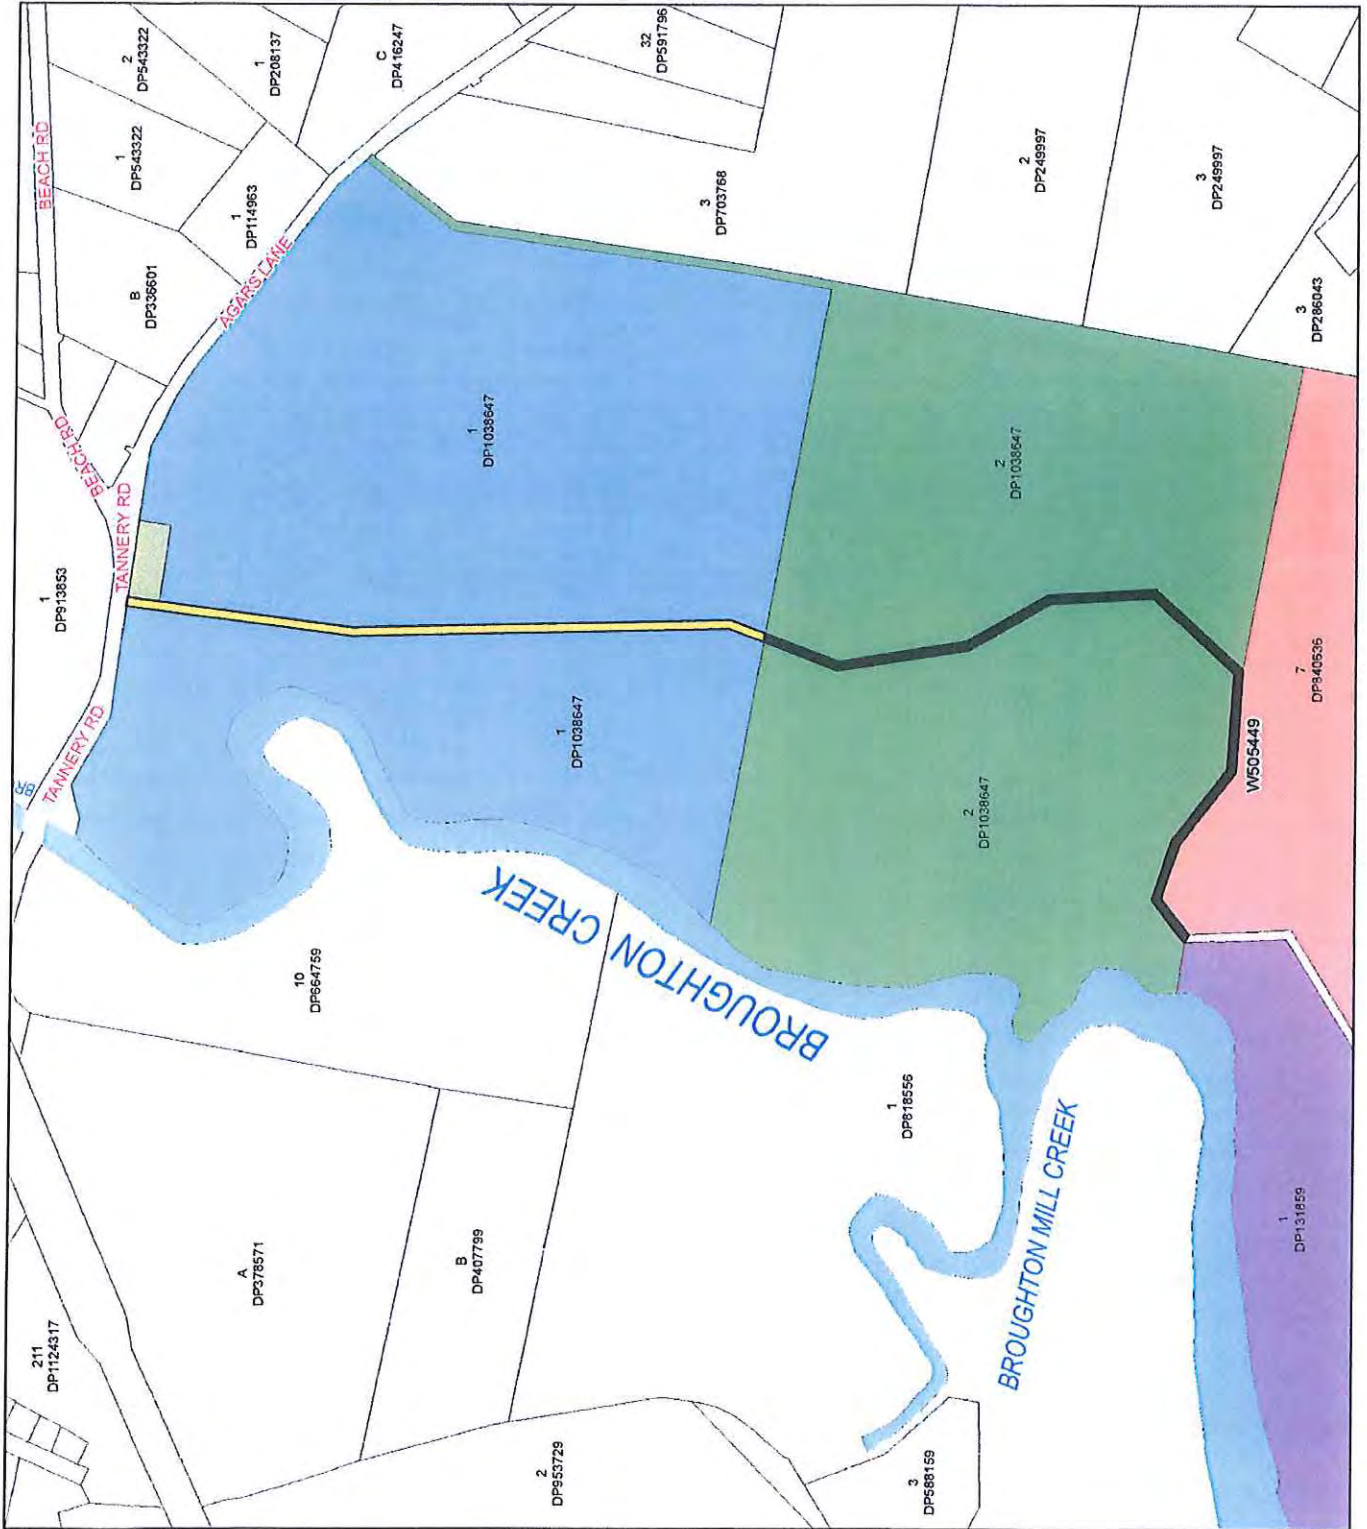 2
DP543322
1
DP208137
C
DP416247
32
DP591796
BEACH RD
1
DP543322
1
DP114963
B
DP336601
AGARS LANE
3
DP703768
2
DP249997
3
DP249997
3
DP286043
BEACH RD
TANNERY RD
1
DP913853
1
DP1038647
2
DP1038647
TANNERY RD
BR
1
DP1038647
2
DP1038647
W505449
7
DP840636
BROUGHTON CREEK
10
DP664759
1
DP818556
BROUGHTON MILL CREEK
1
DP131859
A
DP378571
B
DP407799
211
DP1124317
2
DP953729
3
DP588159